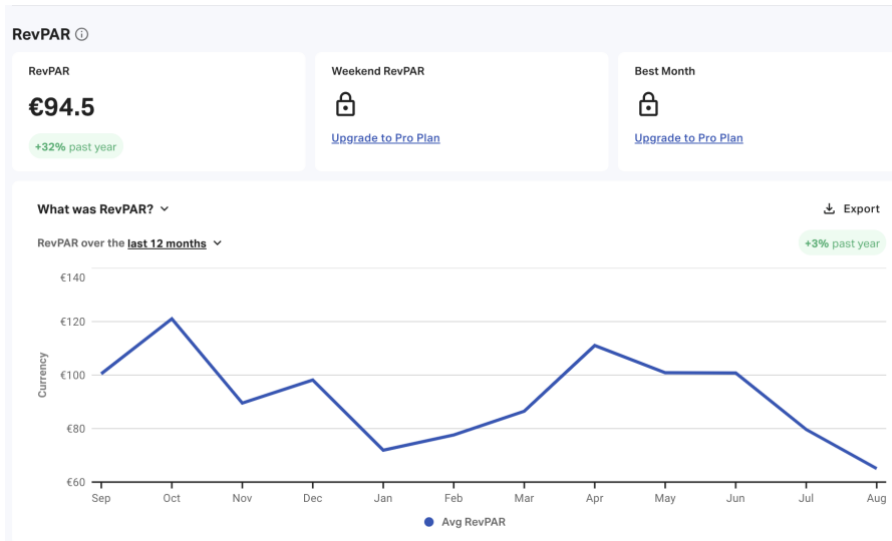 RevPAR
RevPAR
€94.5
+32% past year
Weekend RevPAR
Upgrade to Pro Plan
Best Month
Upgrade to Pro Plan
What was RevPAR?
Export
RevPAR over the last 12 months
+3% past year
€140
€120
€100
€80
€60
Currency
Sep Oct Nov Dec Jan Feb Mar Apr May Jun Jul Aug
Avg RevPAR